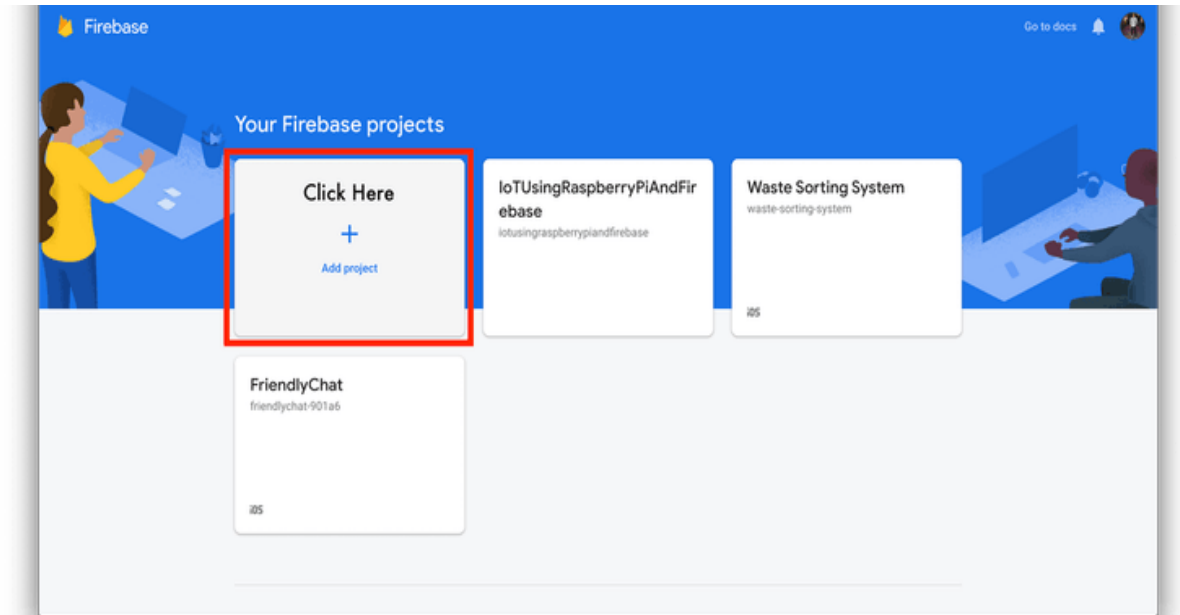 Firebase
Go to docs
Your Firebase projects
Click Here
+
Add project
IoTUsingRaspberryPiAndFir
ebase
iotusingraspberrypiandfirebase
Waste Sorting System
waste-sorting-system
iOS
FriendlyChat
friendlychat-901a6
iOS